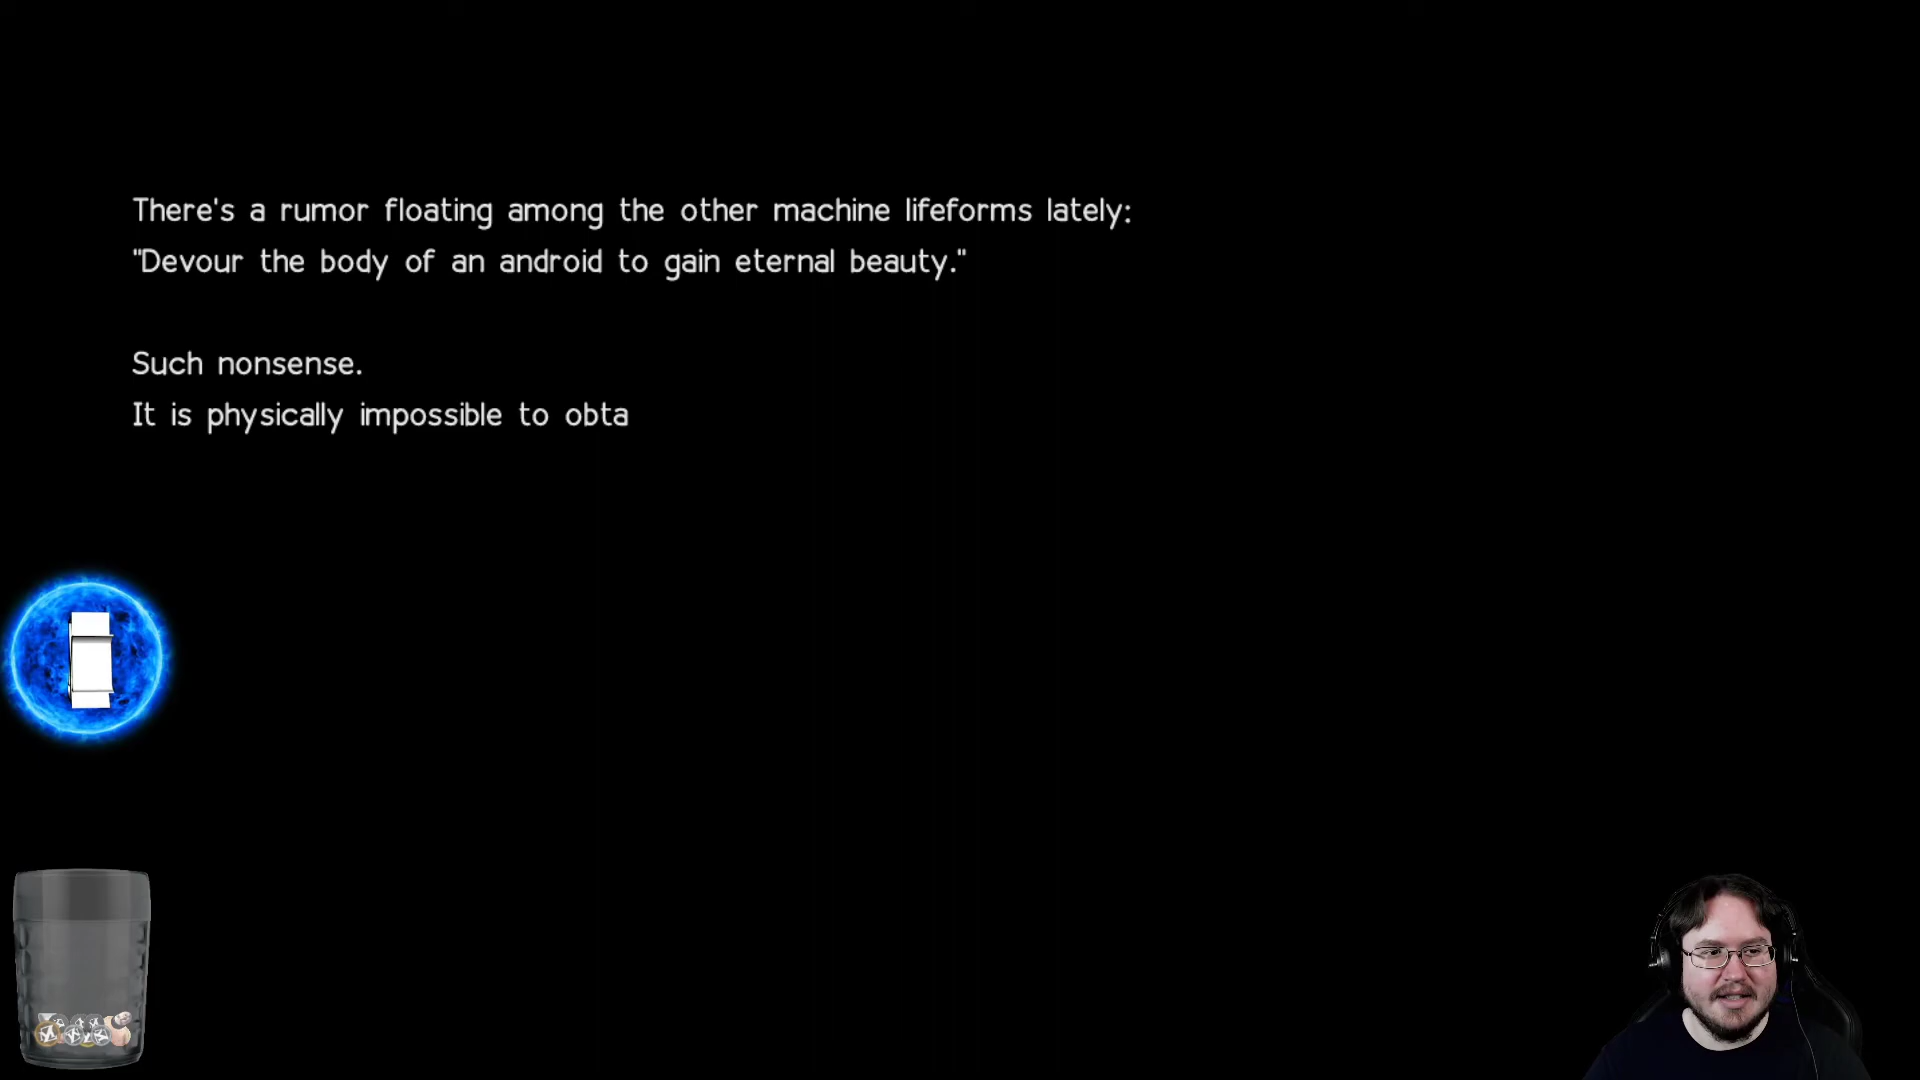 There's a rumor floating among the other machine lifeforms lately:
"Devour the body of an android to gain eternal beauty."
Such nonsense.
It is physically impossible to obta